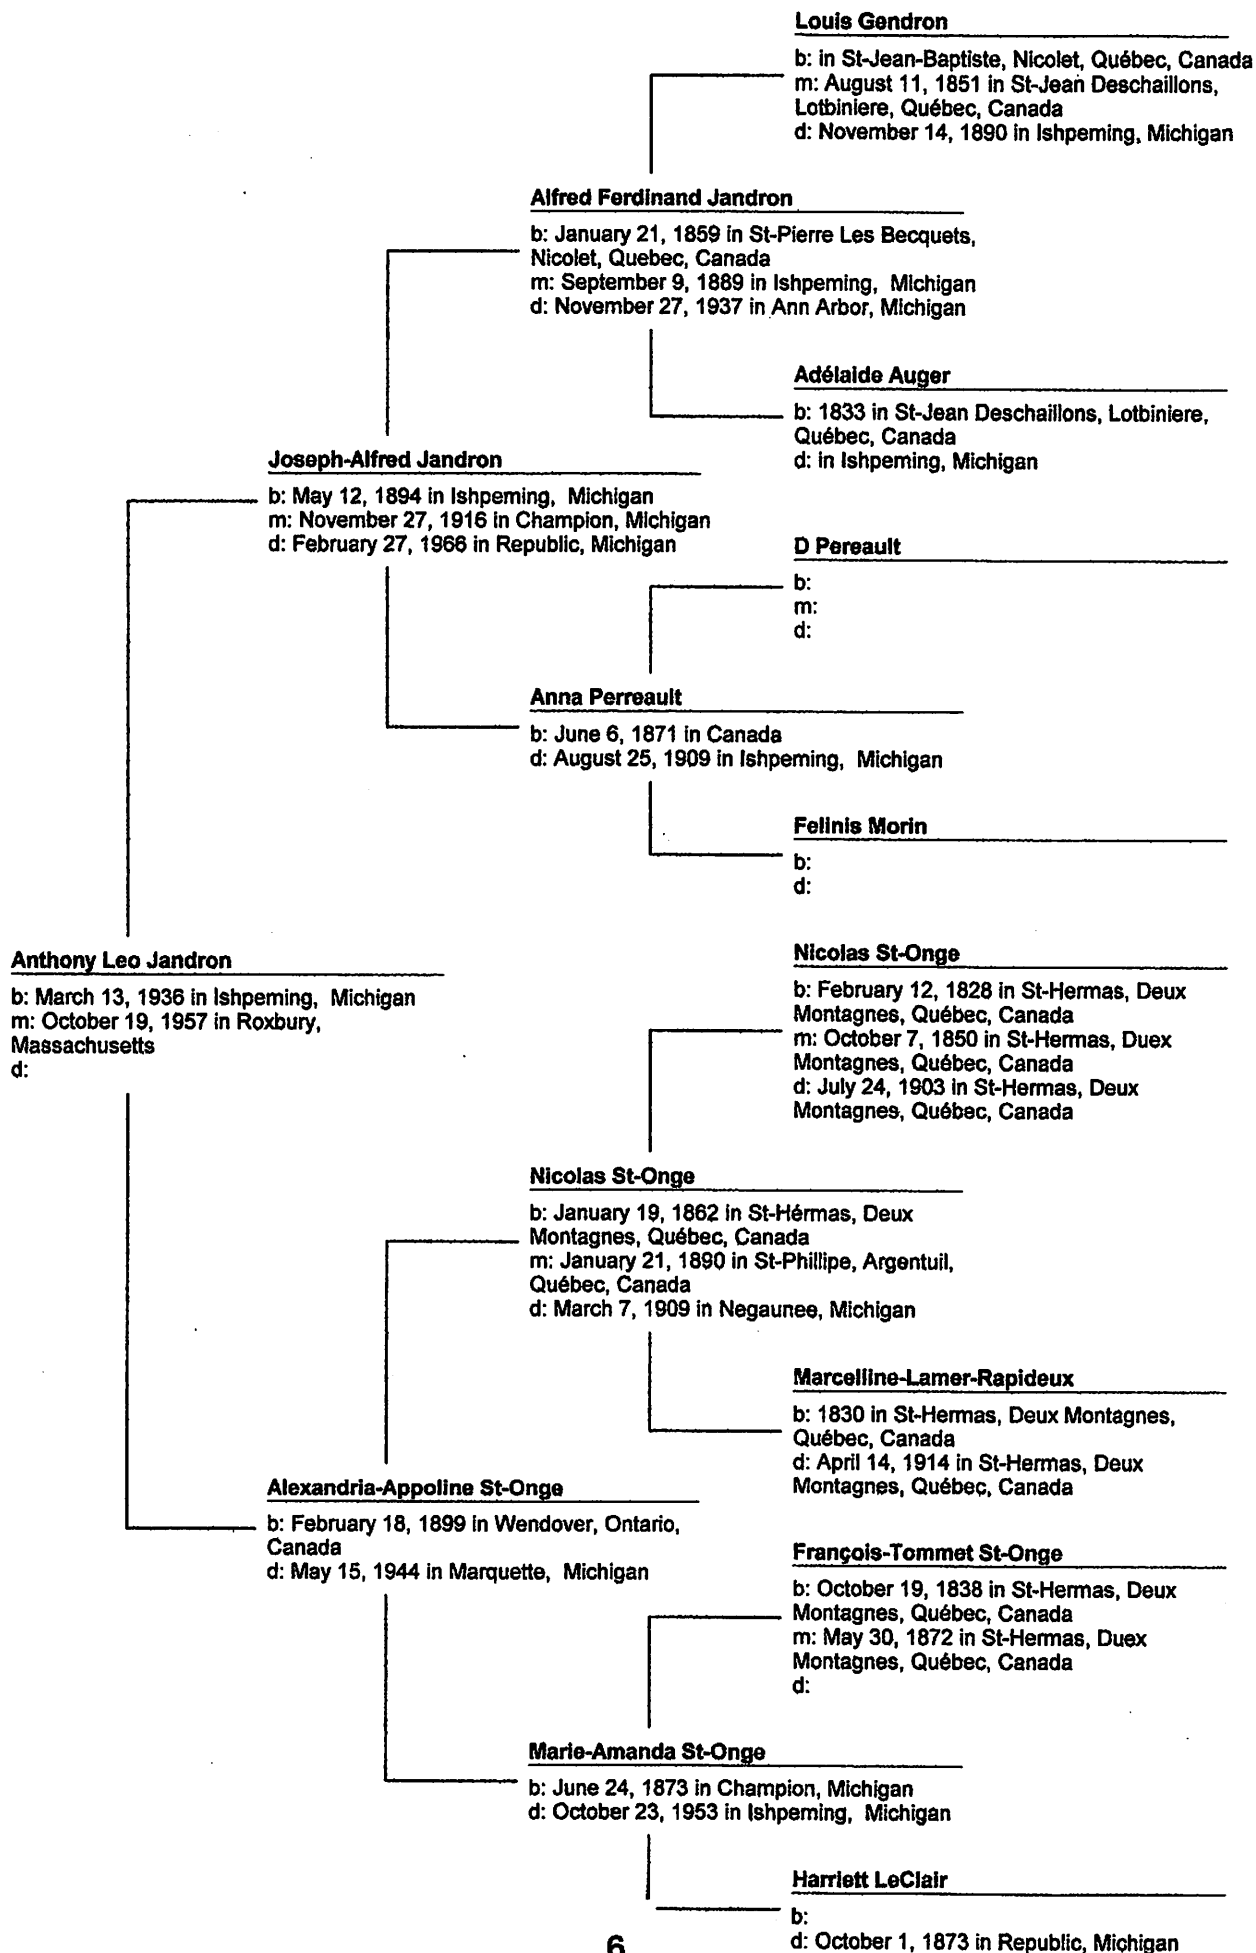 Louis Gendron
b: in St-Jean-Baptiste, Nicolet, Québec, Canada
m: August 11, 1851 in St-Jean Deschaillons,
Lotbiniere, Québec, Canada
d: November 14, 1890 in Ishpeming, Michigan
Alfred Ferdinand Jandron
b: January 21, 1859 in St-Pierre Les Becquets,
Nicolet, Quebec, Canada
m: September 9, 1889 in Ishpeming, Michigan
d: November 27, 1937 in Ann Arbor, Michigan
Adélaide Auger
b: 1833 in St-Jean Deschaillons, Lotbiniere,
Québec, Canada
d: in Ishpeming, Michigan
Joseph-Alfred Jandron
b: May 12, 1894 in Ishpeming, Michigan
m: November 27, 1916 in Champion, Michigan
d: February 27, 1966 in Republic, Michigan
D Pereault
b:
m:
d:
Anna Perreault
b: June 6, 1871 in Canada
d: August 25, 1909 in Ishpeming, Michigan
Felinis Morin
b:
d:
Anthony Leo Jandron
b: March 13, 1936 in Ishpeming, Michigan
m: October 19, 1957 in Roxbury,
Massachusetts
d:
Nicolas St-Onge
b: February 12, 1828 in St-Hermas, Deux
Montagnes, Québec, Canada
m: October 7, 1850 in St-Hermas, Duex
Montagnes, Québec, Canada
d: July 24, 1903 in St-Hermas, Deux
Montagnes, Québec, Canada
Nicolas St-Onge
b: January 19, 1862 in St-Hérmas, Deux
Montagnes, Québec, Canada
m: January 21, 1890 in St-Phillipe, Argentuil,
Québec, Canada
d: March 7, 1909 in Negaunee, Michigan
Marcelline-Lamer-Rapideux
b: 1830 in St-Hermas, Deux Montagnes,
Québec, Canada
d: April 14, 1914 in St-Hermas, Deux
Montagnes, Québec, Canada
Alexandria-Appoline St-Onge
b: February 18, 1899 in Wendover, Ontario,
Canada
d: May 15, 1944 in Marquette, Michigan
François-Tommet St-Onge
b: October 19, 1838 in St-Hermas, Deux
Montagnes, Québec, Canada
m: May 30, 1872 in St-Hermas, Duex
Montagnes, Québec, Canada
d:
Marie-Amanda St-Onge
b: June 24, 1873 in Champion, Michigan
d: October 23, 1953 in Ishpeming, Michigan
Harriett LeClair
b:
d: October 1, 1873 in Republic, Michigan
6